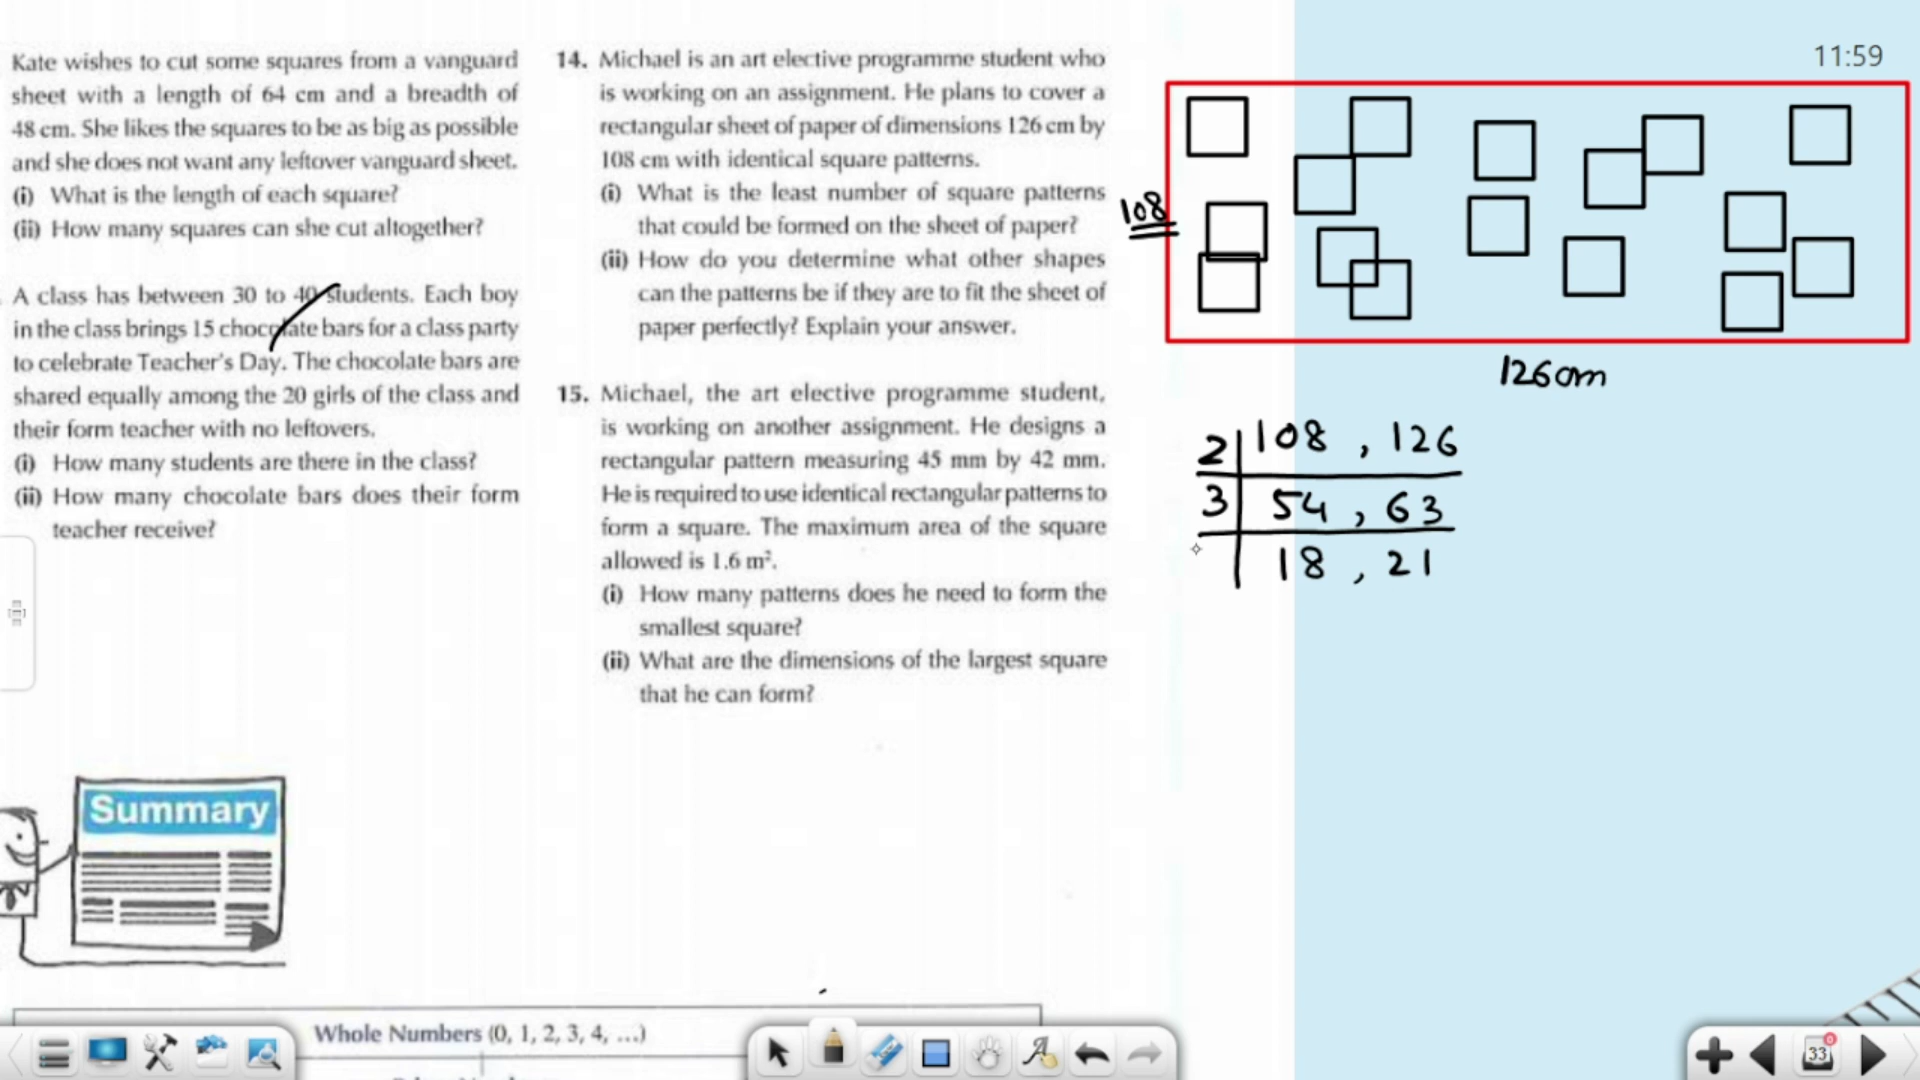 Kate wishes to cut some squares from a vanguard
sheet with a length of 64 cm and a breadth of
48 cm. She likes the squares to be as big as possible
and she does not want any leftover vanguard sheet.
(i) What is the length of each square?
(ii) How many squares can she cut altogether?
A class has between 30 to 40 students. Each boy
in the class brings 15 chocolate bars for a class party
to celebrate Teacher's Day. The chocolate bars are
shared equally among the 20 girls of the class and
their form teacher with no leftovers.
(i) How many students are there in the class?
(ii) How many chocolate bars does their form
teacher receive?
Summary
Whole Numbers (0, 1, 2, 3, 4, …)
14. Michael is an art elective programme student who
is working on an assignment. He plans to cover a
rectangular sheet of paper of dimensions 126 cm by
108 cm with identical square patterns.
(i) What is the least number of square patterns
that could be formed on the sheet of paper?
(ii) How do you determine what other shapes
can the patterns be if they are to fit the sheet of
paper perfectly? Explain your answer.
15. Michael, the art elective programme student,
is working on another assignment. He designs a
rectangular pattern measuring 45 mm by 42 mm.
He is required to use identical rectangular patterns to
form a square. The maximum area of the square
allowed is 1.6 m².
(i) How many patterns does he need to form the
smallest square?
(ii) What are the dimensions of the largest square
that he can form?
11:59
108
126cm
2 108 , 126
3 54 , 63
18 , 21
33
0